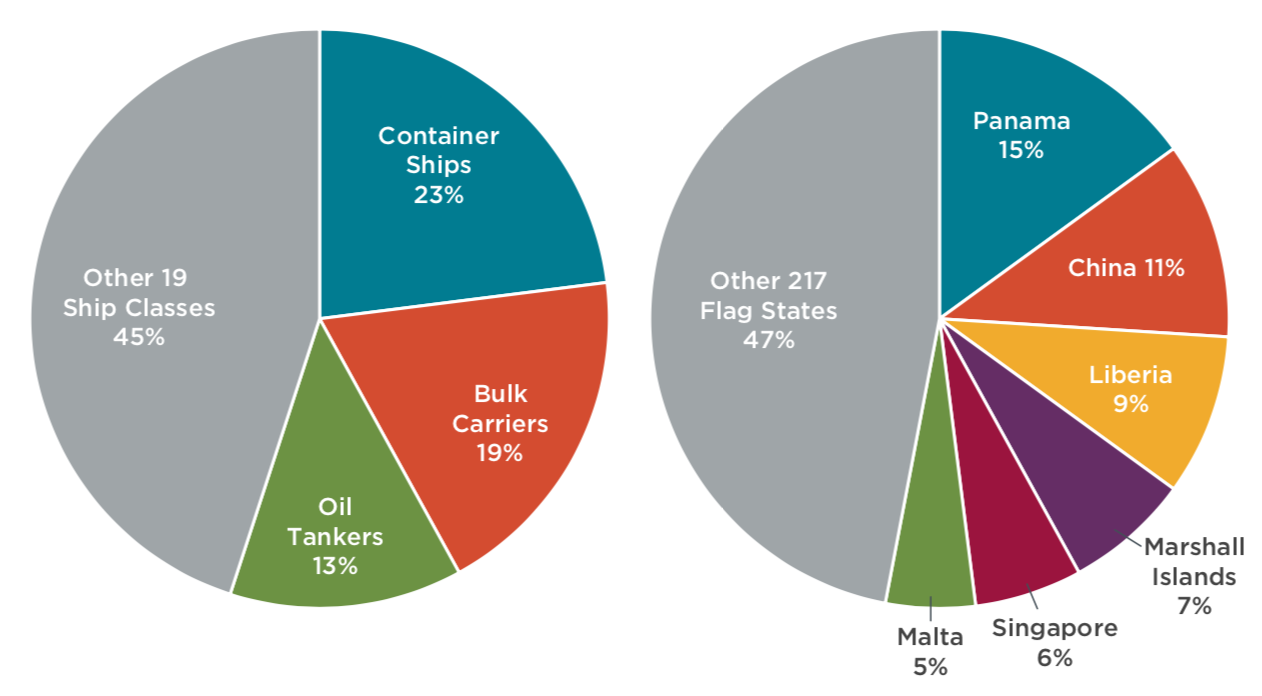 Container
Ships
23%
Bulk
Carriers
19%
Oil
Tankers
13%
Other 19
Ship Classes
45%
Panama
15%
China 11%
Liberia
9%
Marshall
Islands
7%
Singapore
6%
Malta
5%
Other 217
Flag States
47%